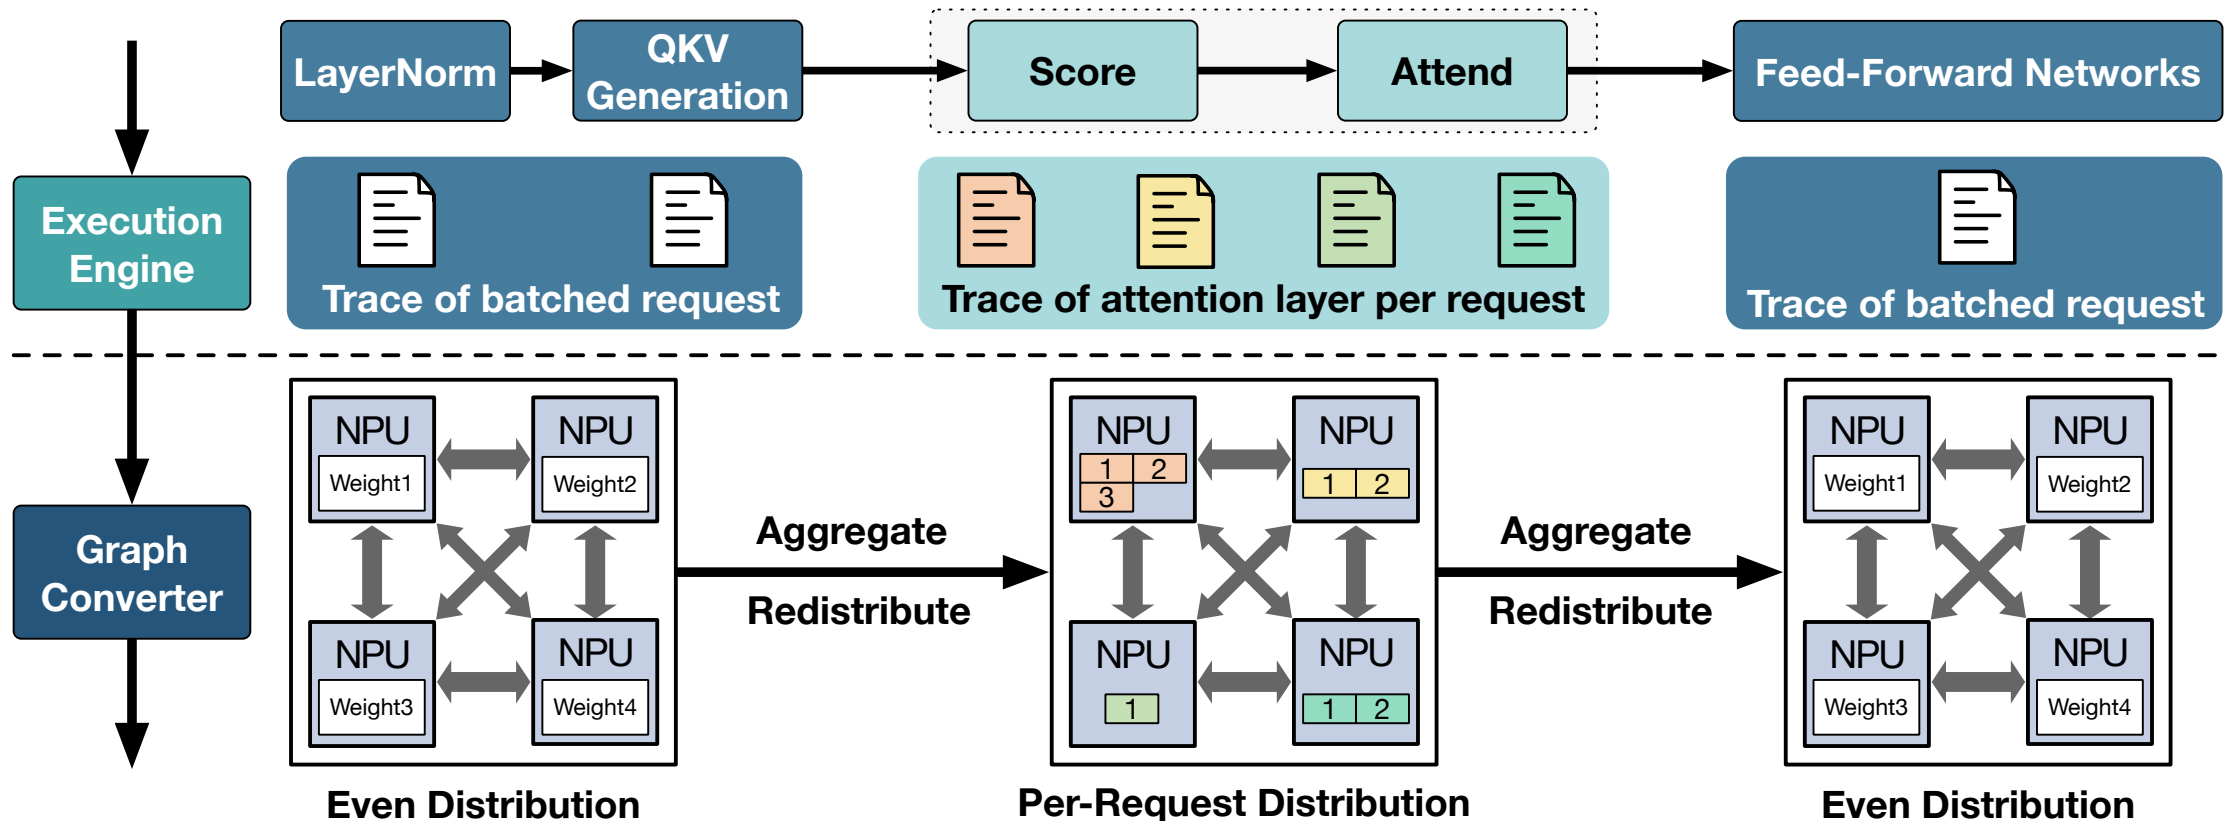 LayerNorm
QKV
Generation
Score
Attend
Feed-Forward Networks
Execution
Engine
Trace of batched request
Trace of attention layer per request
Trace of batched request
Graph
Converter
NPU
Weight1
NPU
Weight2
NPU
Weight3
NPU
Weight4
Even Distribution
Aggregate
Redistribute
NPU
1 2
3
NPU
1 2
NPU
1
NPU
1 2
Per-Request Distribution
Aggregate
Redistribute
NPU
Weight1
NPU
Weight2
NPU
Weight3
NPU
Weight4
Even Distribution